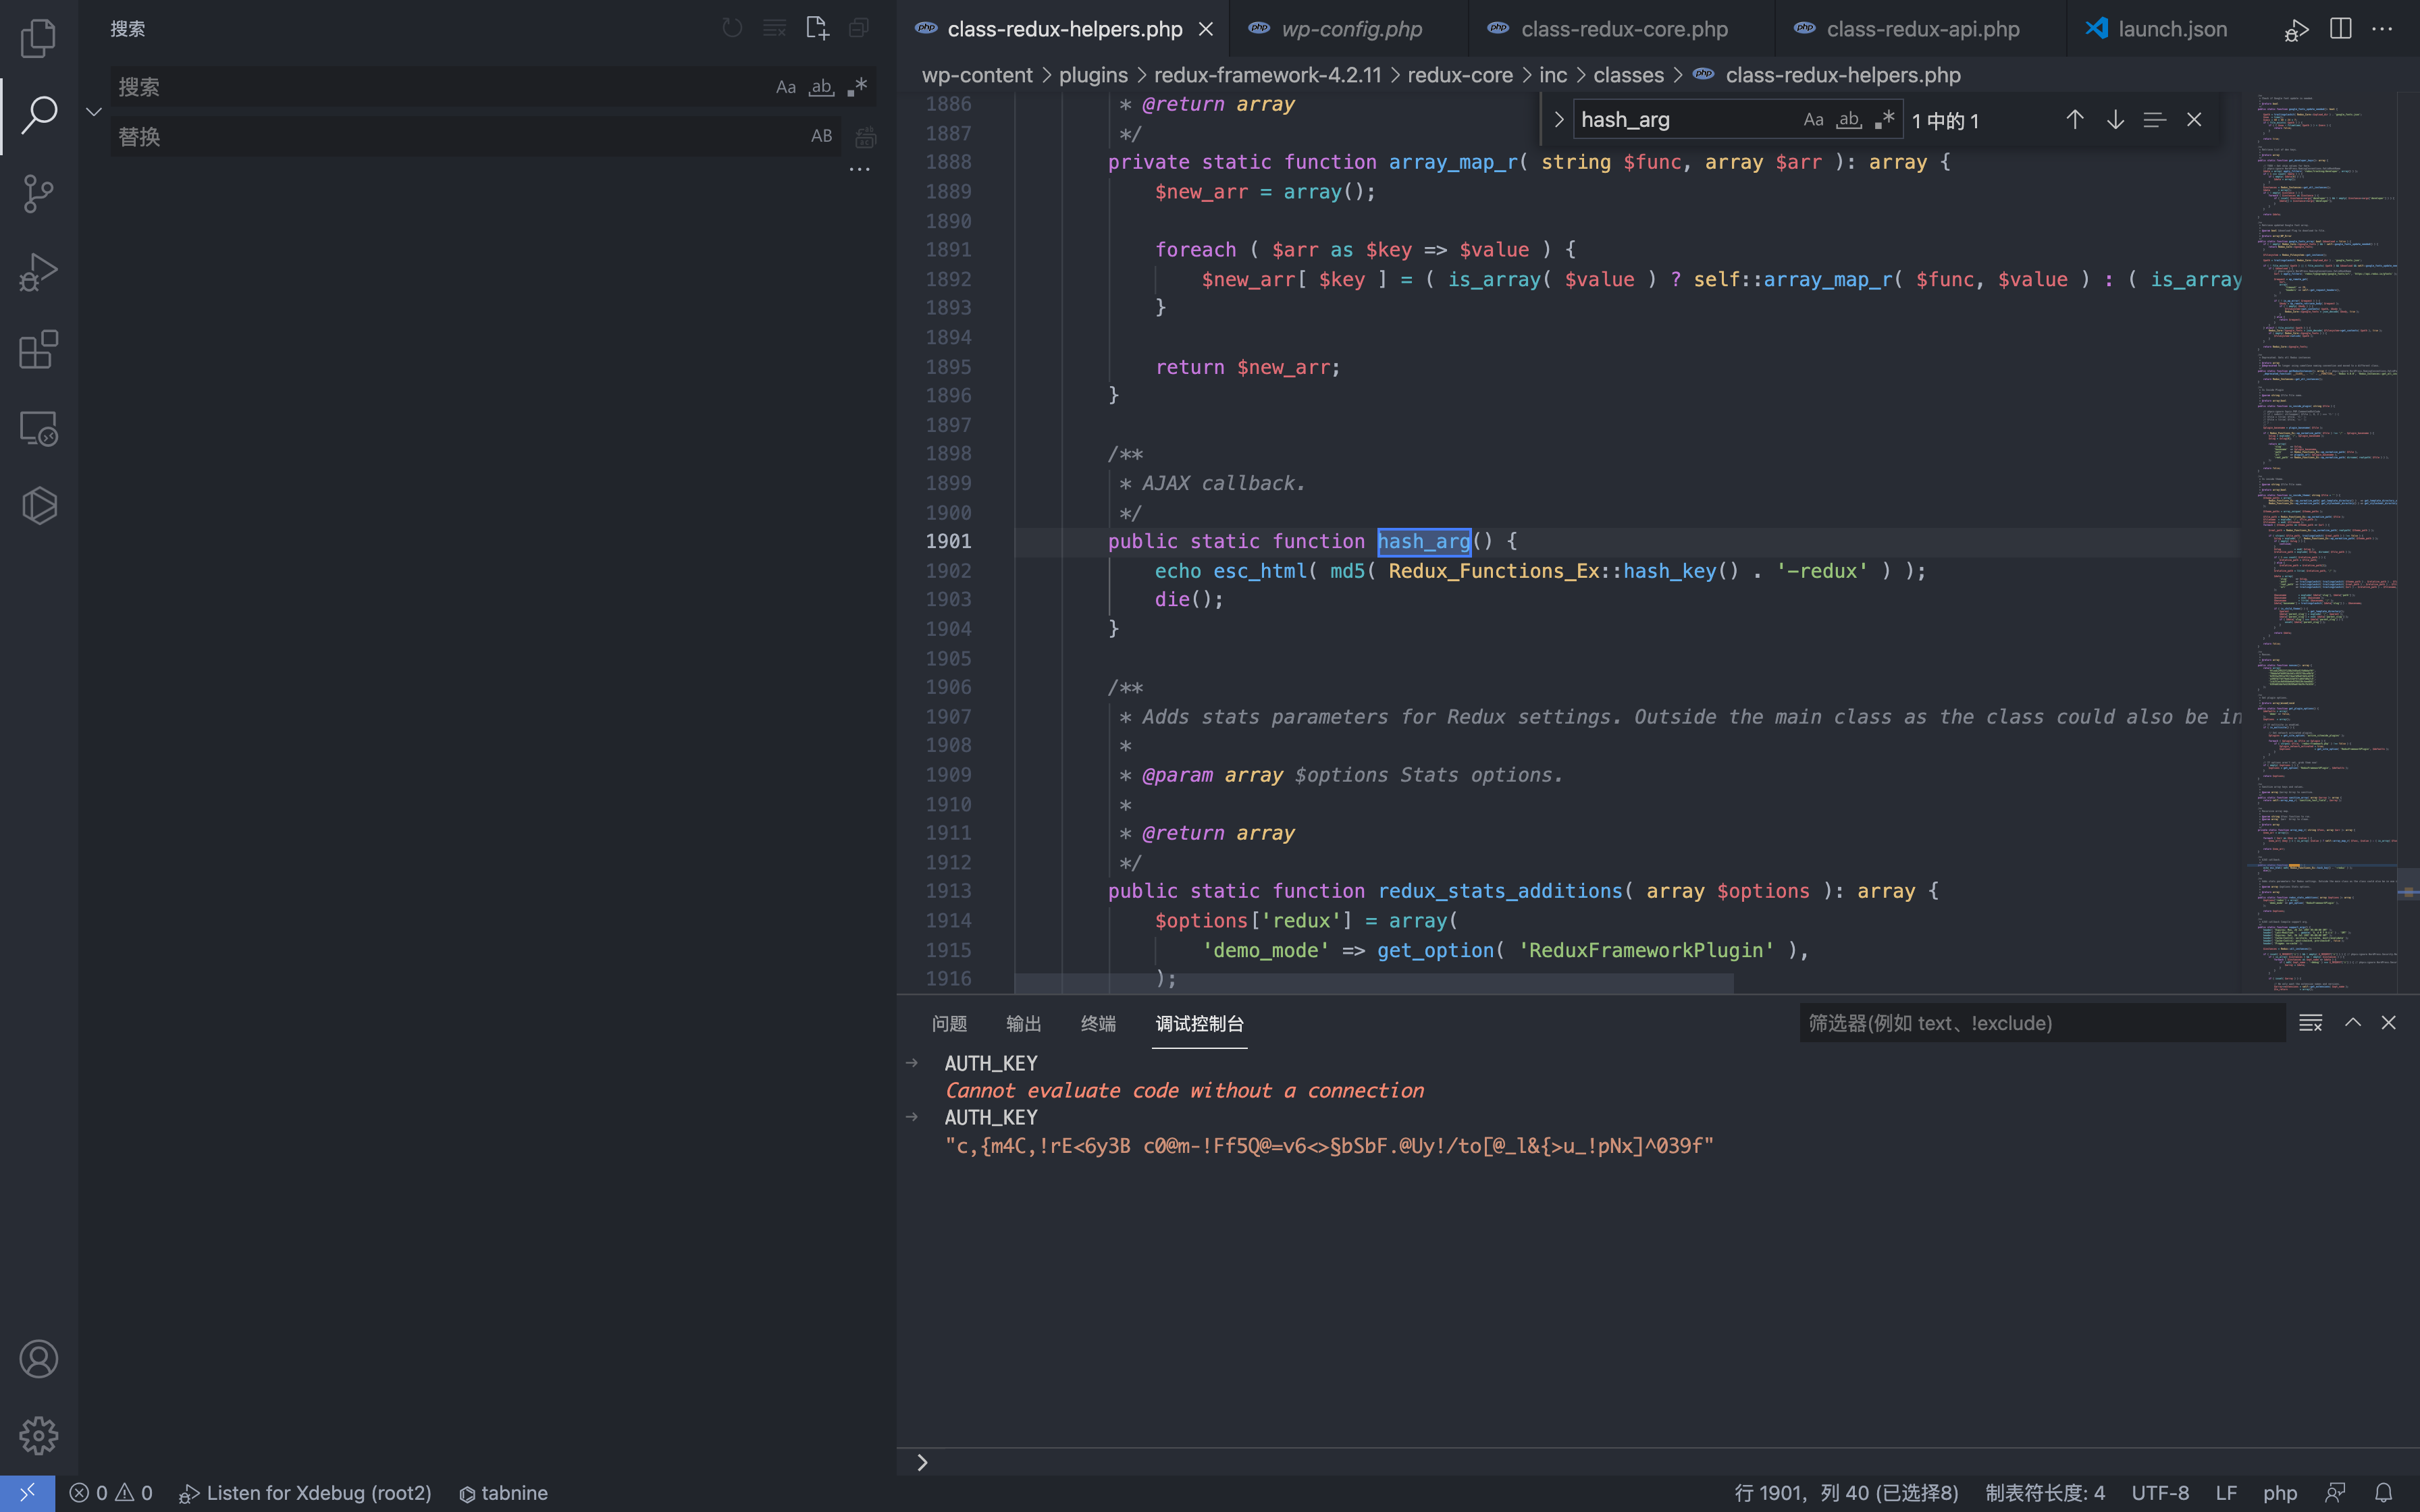 搜索
搜索
Aa ab
替换
AB
class-redux-helpers.php
wp-config.php
class-redux-core.php
class-redux-api.php
launch.json
wp-content > plugins > redux-framework-4.2.11 > redux-core > inc > classes > class-redux-helpers.php
hash_arg Aa ab 1 中的 1
1886 * @return array
1887 */
1888 private static function array_map_r( string $func, array $arr ): array {
1889 $new_arr = array();
1890
1891 foreach ( $arr as $key => $value ) {
1892 $new_arr[ $key ] = ( is_array( $value ) ? self::array_map_r( $func, $value ) : ( is_array
1893 }
1894
1895 return $new_arr;
1896 }
1897
1898 /**
1899 * AJAX callback.
1900 */
1901 public static function hash_arg() {
1902 echo esc_html( md5( Redux_Functions_Ex::hash_key() . '-redux' ) );
1903 die();
1904 }
1905
1906 /**
1907 * Adds stats parameters for Redux settings. Outside the main class as the class could also be in
1908 *
1909 * @param array $options Stats options.
1910 *
1911 * @return array
1912 */
1913 public static function redux_stats_additions( array $options ): array {
1914 $options['redux'] = array(
1915 'demo_mode' => get_option( 'ReduxFrameworkPlugin' ),
1916 );
问题 输出 终端 调试控制台
筛选器(例如 text、!exclude)
AUTH_KEY
Cannot evaluate code without a connection
AUTH_KEY
"c,{m4C,!rE<6y3B c0@m-!Ff5Q@=v6<>§bSbF.@Uy!/to[@_l&{>u_!pNx]^039f"
0 0 Listen for Xdebug (root2) tabnine
行 1901，列 40 (已选择8) 制表符长度: 4 UTF-8 LF php